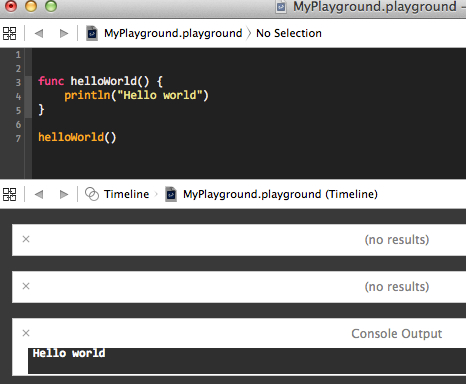 MyPlayground.playground —
MyPlayground.playground 〉 No Selection
1
2
3 func helloWorld() {
4     println("Hello world")
5 }
6
7 helloWorld()
Timeline 〉 MyPlayground.playground (Timeline)
× (no results)
× (no results)
× Console Output
Hello world